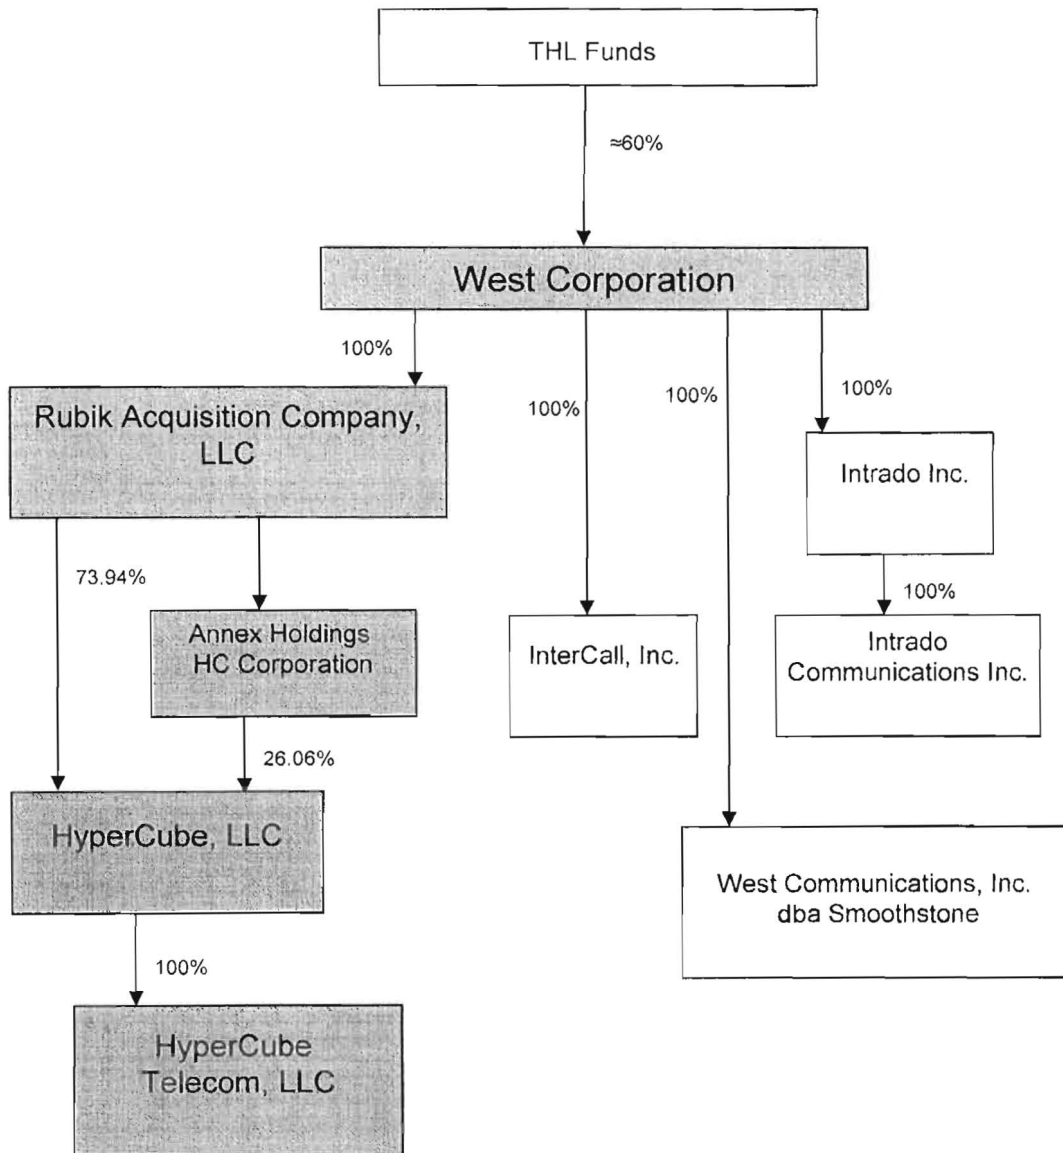 THL Funds
≈60%
West Corporation
100%
100%
100%
100%
Rubik Acquisition Company,
LLC
Intrado Inc.
73.94%
100%
Annex Holdings
HC Corporation
InterCall, Inc.
Intrado
Communications Inc.
26.06%
HyperCube, LLC
West Communications, Inc.
dba Smoothstone
100%
HyperCube
Telecom, LLC